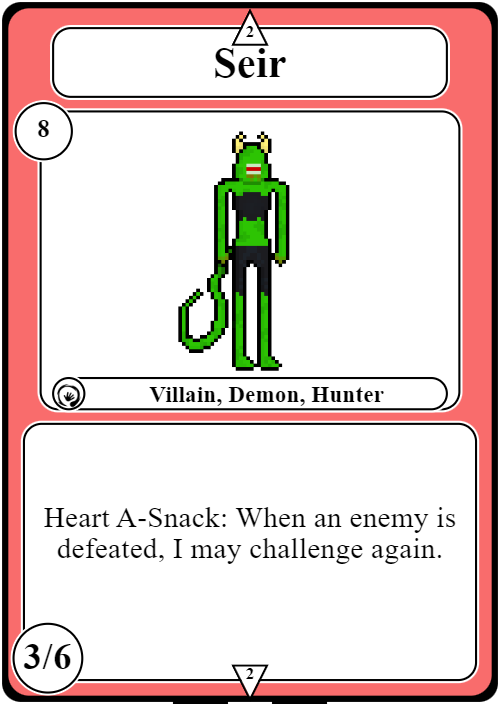 2
Seir
8
Villain, Demon, Hunter
Heart A-Snack: When an enemy is
defeated, I may challenge again.
3/6
2